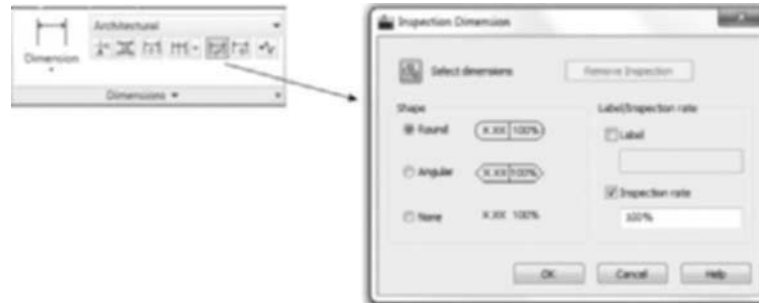 Architectural
Dimension
Dimensions
Inspection Dimension
Select dimensions
Remove Inspection
Shape
Round
X.XX 100%
Angular
X.XX 100%
None
X.XX 100%
Label/Inspection rate
Label
Inspection rate
100%
OK
Cancel
Help